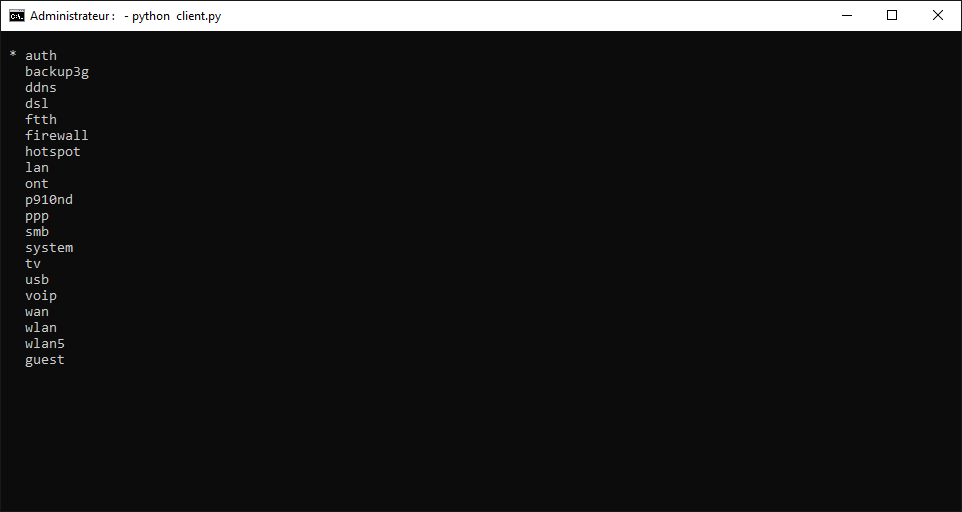 Administrateur: - python client.py
* auth
backup3g
ddns
dsl
ftth
firewall
hotspot
lan
ont
p910nd
ppp
smb
system
tv
usb
voip
wan
wlan
wlan5
guest